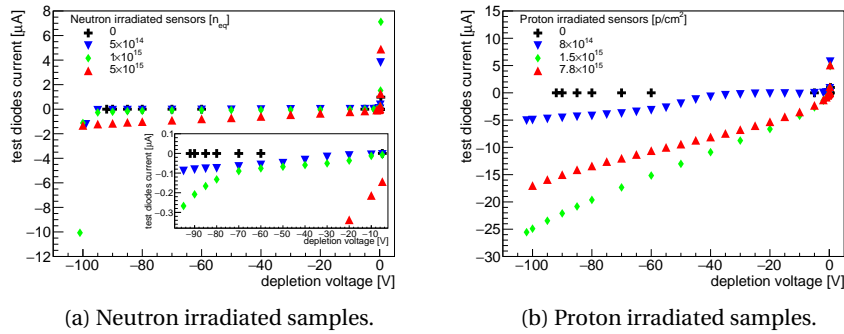 test diodes current [μA]
8
6
4
2
0
−2
−4
−6
−8
−10
−12
Neutron irradiated sensors [n_eq]
0
5×10^14
1×10^15
5×10^15
test diodes current [μA]
0
−0.1
−0.2
−0.3
−90 −80 −70 −60 −50 −40 −30 −20 −10
depletion voltage [V]
−100 −80 −60 −40 −20 0
depletion voltage [V]
(a) Neutron irradiated samples.
test diodes current [μA]
15
10
5
0
−5
−10
−15
−20
−25
−30
Proton irradiated sensors [p/cm²]
0
8×10^14
1.5×10^15
7.8×10^15
−100 −80 −60 −40 −20 0
depletion voltage [V]
(b) Proton irradiated samples.